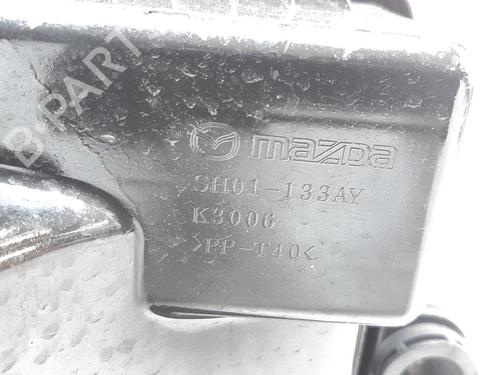 B-PARTS
mazda
SH01-133AY
K3006
>PP-T40<